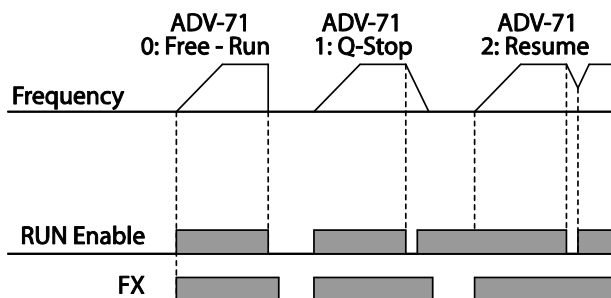 ADV-71
0: Free - Run
ADV-71
1: Q-Stop
ADV-71
2: Resume
Frequency
RUN Enable
FX